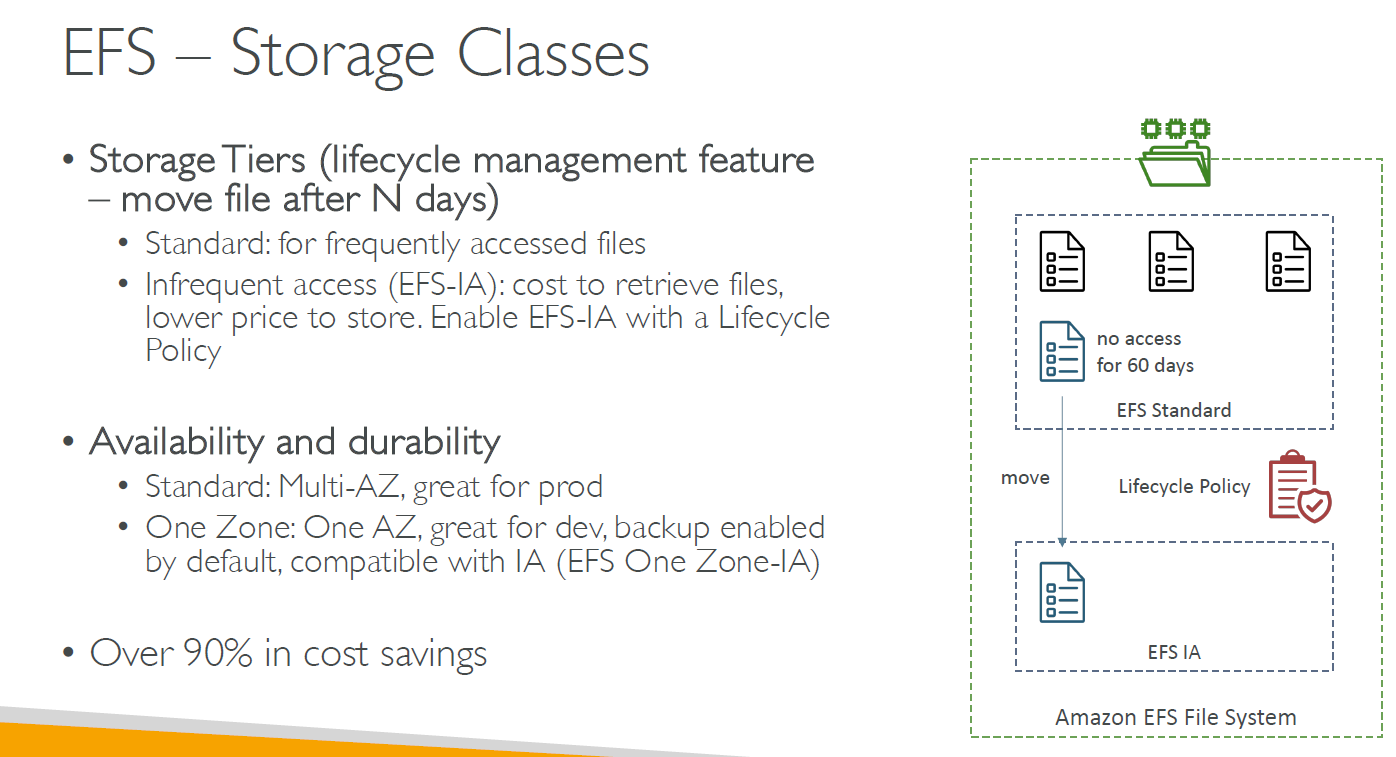 EFS – Storage Classes
• Storage Tiers (lifecycle management feature
– move file after N days)
• Standard: for frequently accessed files
• Infrequent access (EFS-IA): cost to retrieve files,
lower price to store. Enable EFS-IA with a Lifecycle
Policy
• Availability and durability
• Standard: Multi-AZ, great for prod
• One Zone: One AZ, great for dev, backup enabled
by default, compatible with IA (EFS One Zone-IA)
• Over 90% in cost savings
no access
for 60 days
EFS Standard
move
Lifecycle Policy
EFS IA
Amazon EFS File System